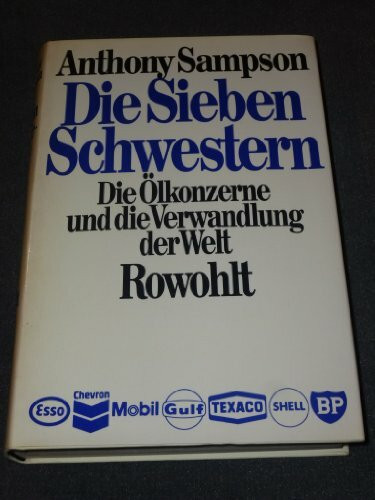 Anthony Sampson
Die Sieben
Schwestern
Die Ölkonzerne
und die Verwandlung
der Welt
Rowohlt
Esso Chevron Mobil Gulf TEXACO SHELL BP